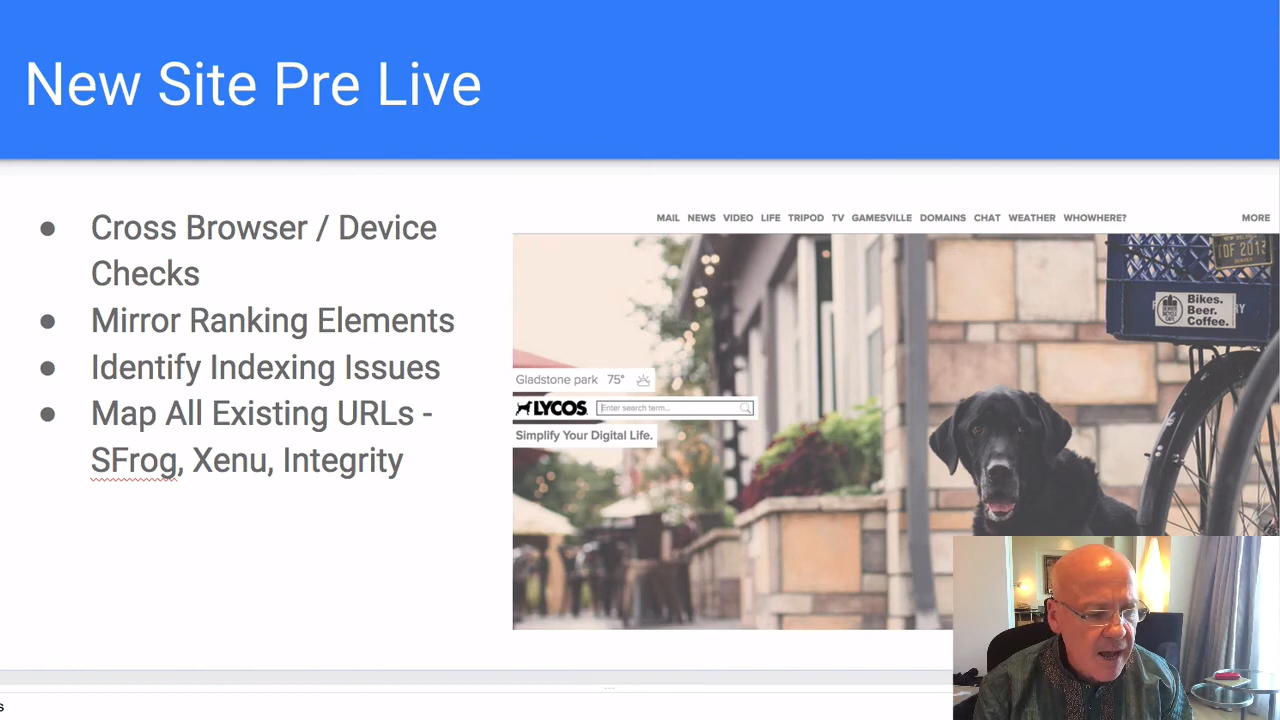 New Site Pre Live
● Cross Browser / Device
Checks
● Mirror Ranking Elements
● Identify Indexing Issues
● Map All Existing URLs -
SFrog, Xenu, Integrity
MAIL NEWS VIDEO LIFE TRIPOD TV GAMESVILLE DOMAINS CHAT WEATHER WHOWHERE? MORE
Bikes.
Beer.
Coffee.
Gladstone park 75°
LYCOS Enter search term...
Simplify Your Digital Life.
s